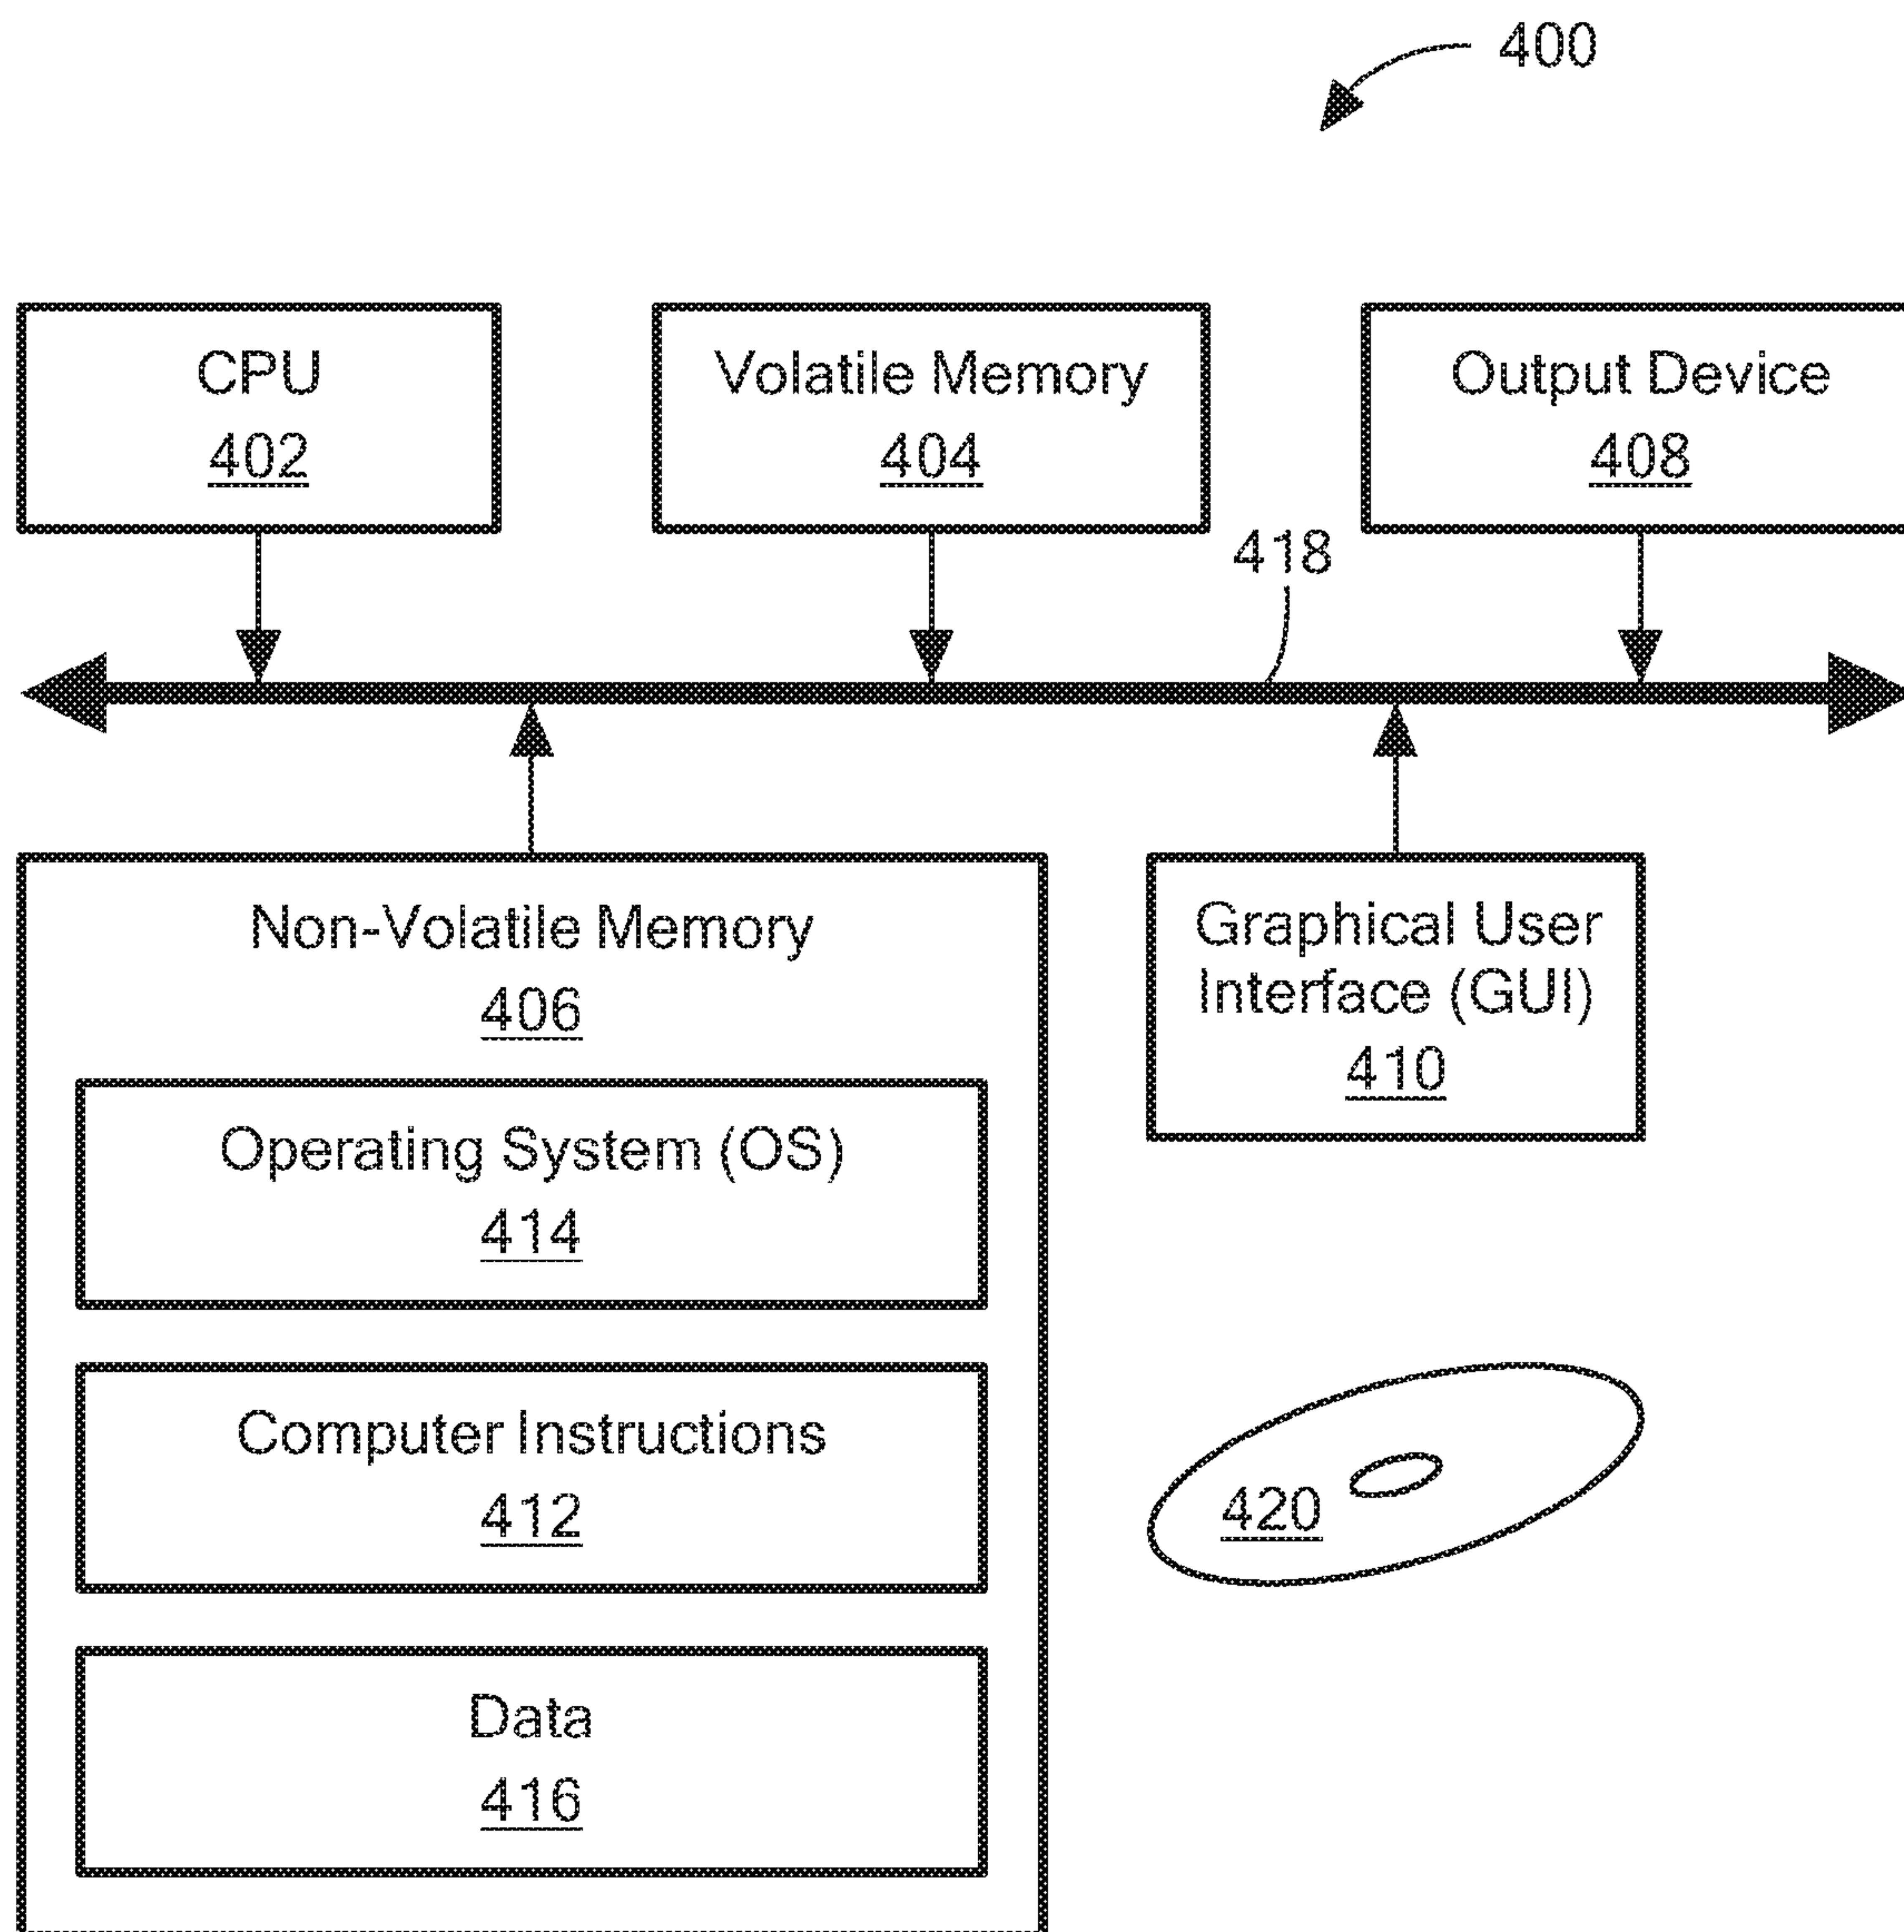 400
CPU
402
Volatile Memory
404
Output Device
408
418
Non-Volatile Memory
406
Operating System (OS)
414
Computer Instructions
412
Data
416
Graphical User
Interface (GUI)
410
420